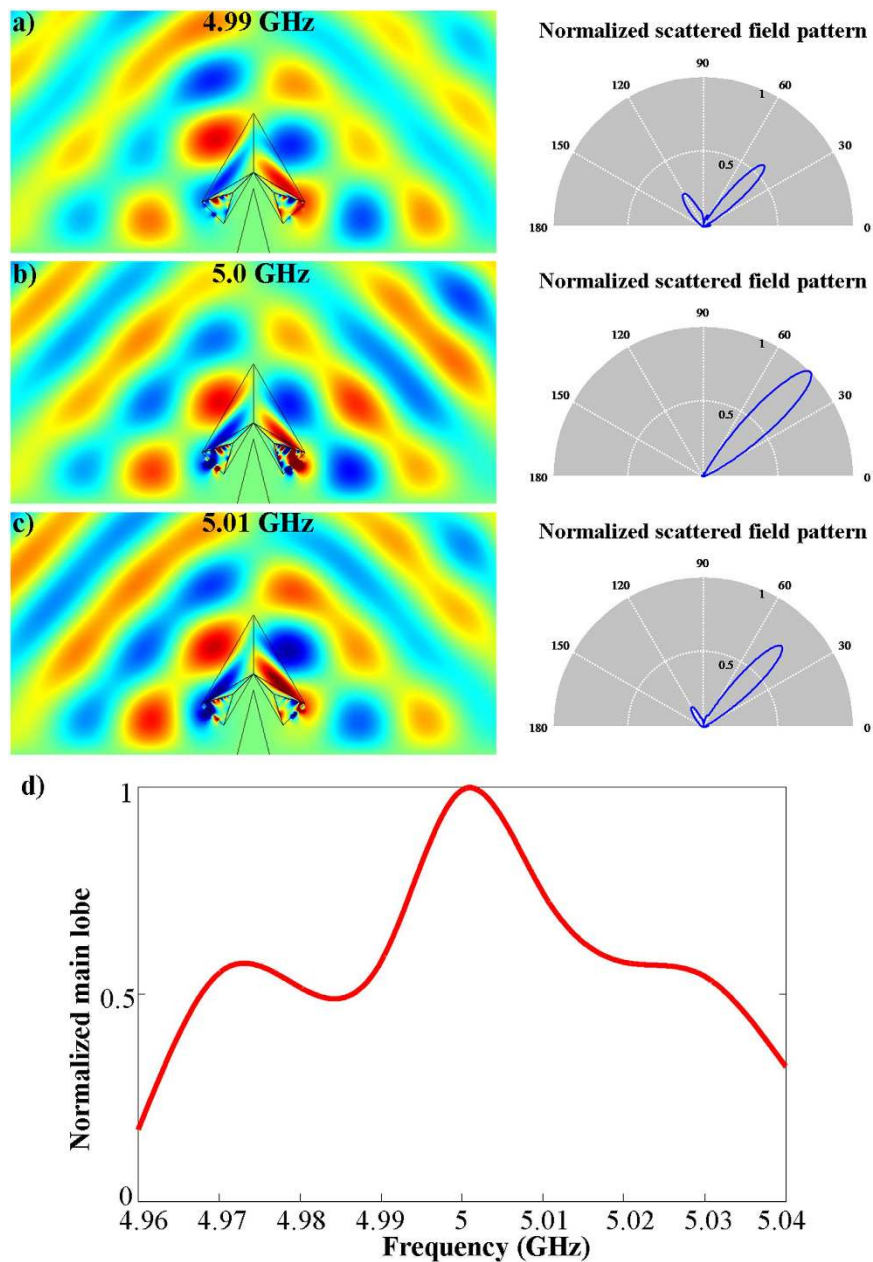 a)
4.99 GHz
Normalized scattered field pattern
90
120
60
1
150
0.5
30
180
0
b)
5.0 GHz
Normalized scattered field pattern
90
120
60
1
150
0.5
30
180
0
c)
5.01 GHz
Normalized scattered field pattern
90
120
60
1
150
0.5
30
180
0
d)
1
0.5
0
Normalized main lobe
4.96 4.97 4.98 4.99 5 5.01 5.02 5.03 5.04
Frequency (GHz)